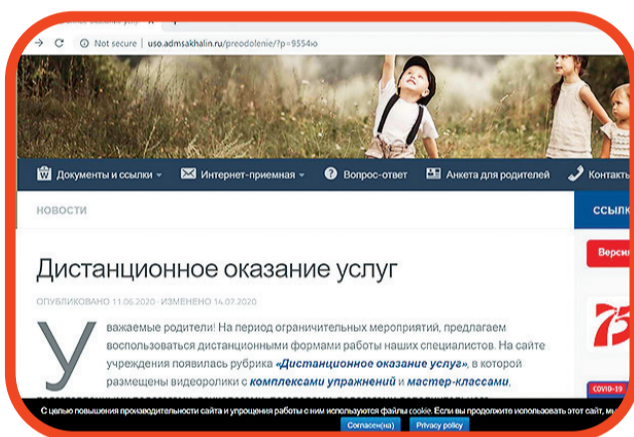 Not secure | uso.admsakhalin.ru/preodolenie/?p=9554
Документы и ссылки
Интернет-приемная
Вопрос-ответ
Анкета для родителей
Контакты
НОВОСТИ
ССЫЛК
Дистанционное оказание услуг
Верси
ОПУБЛИКОВАНО 11.06.2020 · ИЗМЕНЕНО 14.07.2020
75
Уважаемые родители! На период ограничительных мероприятий, предлагаем
воспользоваться дистанционными формами работы наших специалистов. На сайте
учреждения появилась рубрика «Дистанционное оказание услуг», в которой
размещены видеоролики с комплексами упражнений и мастер-классами,
COVID-19
С целью повышения производительности сайта и упрощения работы с ним используются файлы cookie. Если вы продолжите использовать этот сайт, мы
Согласен(на)
Privacy policy